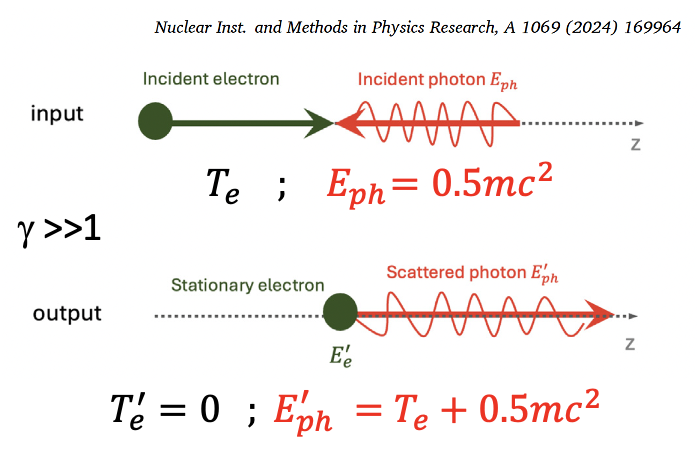 Nuclear Inst. and Methods in Physics Research, A 1069 (2024) 169964
Incident electron
Incident photon E_ph
input
z
T_e ; E_ph = 0.5mc²
γ >>1
Stationary electron
Scattered photon E′_ph
output
z
E′_e
T′_e = 0 ; E′_ph = T_e + 0.5mc²